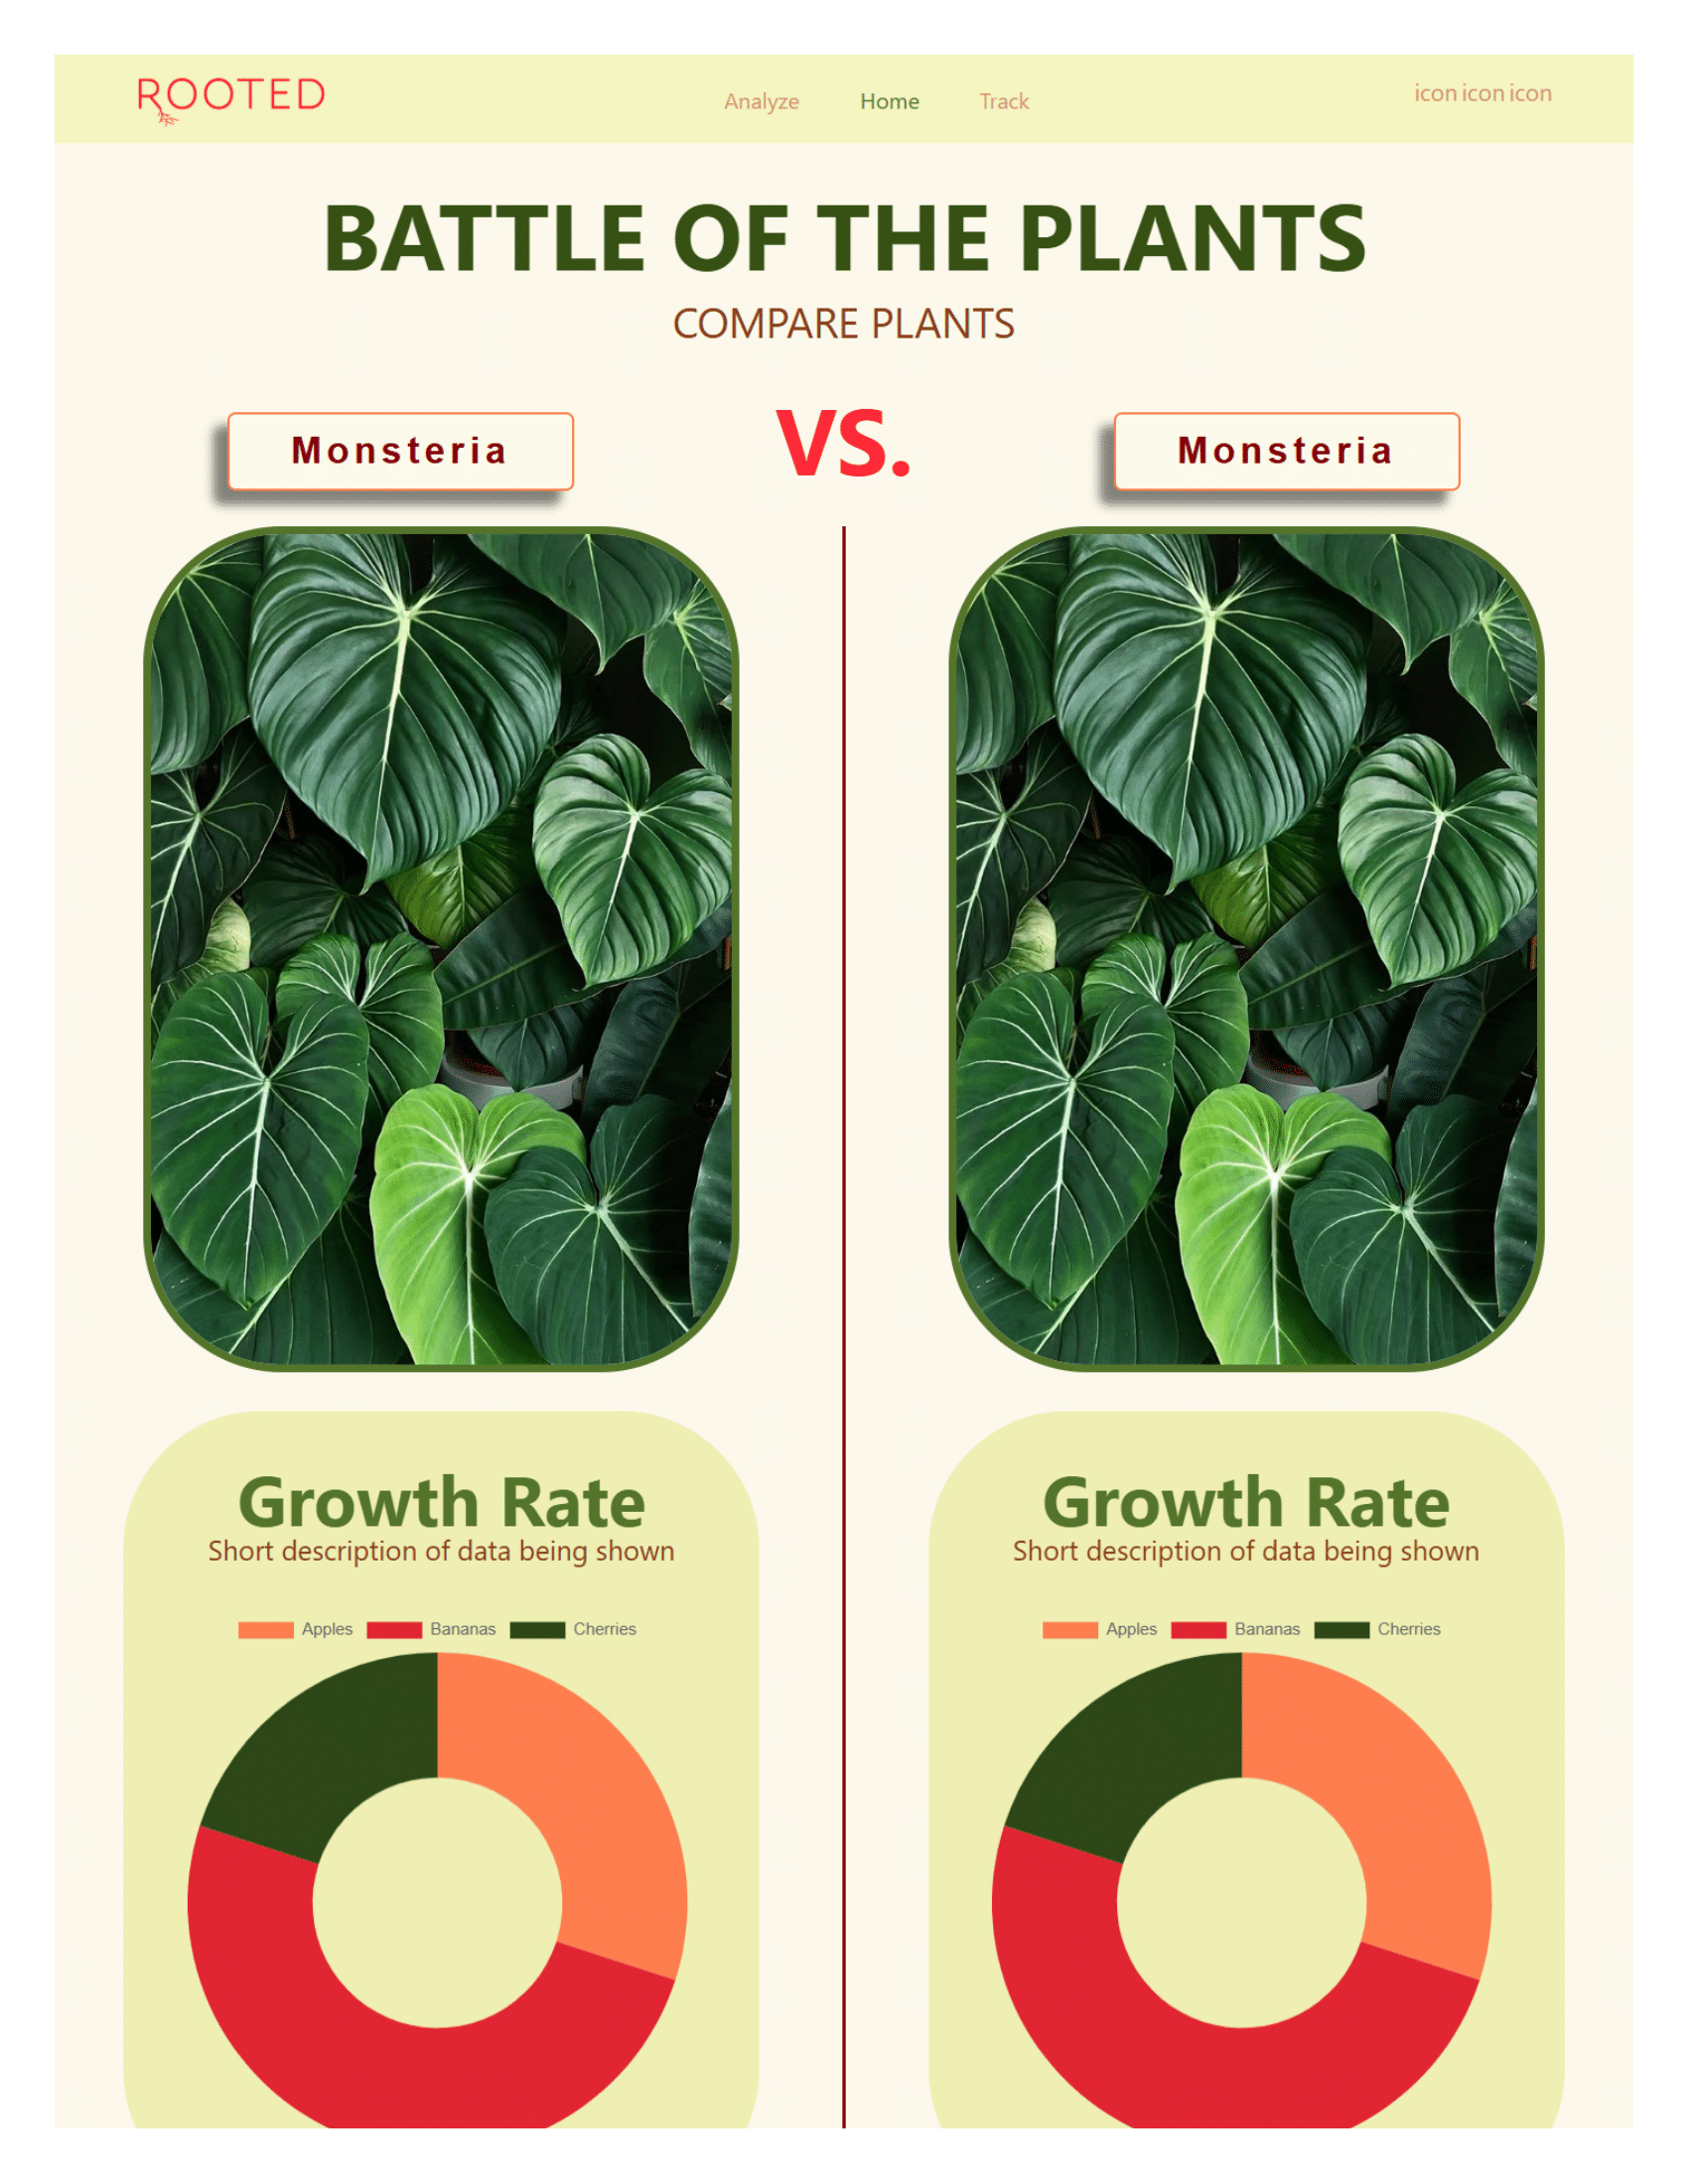 ROOTED
Analyze Home Track
icon icon icon
BATTLE OF THE PLANTS
COMPARE PLANTS
Monsteria
VS.
Monsteria
Growth Rate
Short description of data being shown
Apples Bananas Cherries
Growth Rate
Short description of data being shown
Apples Bananas Cherries